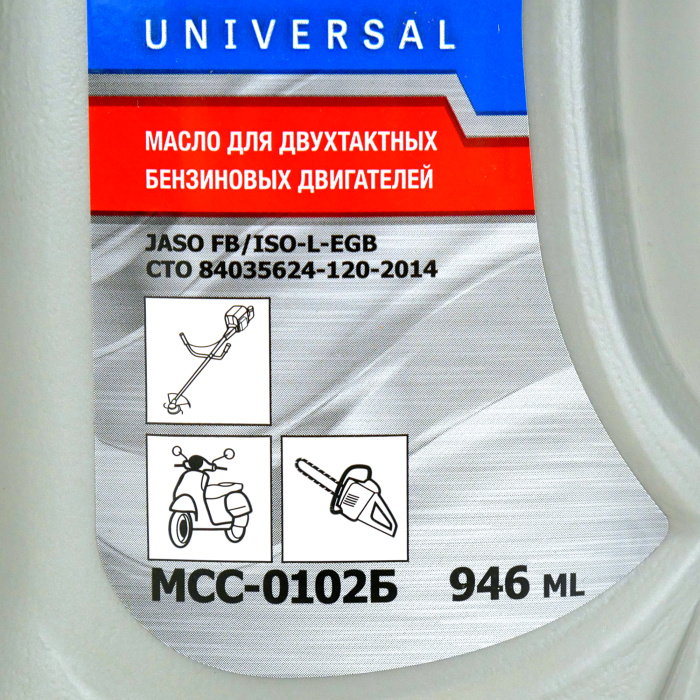 UNIVERSAL
МАСЛО ДЛЯ ДВУХТАКТНЫХ
БЕНЗИНОВЫХ ДВИГАТЕЛЕЙ
JASO FB/ISO-L-EGB
СТО 84035624-120-2014
МСС-0102Б 946 ML